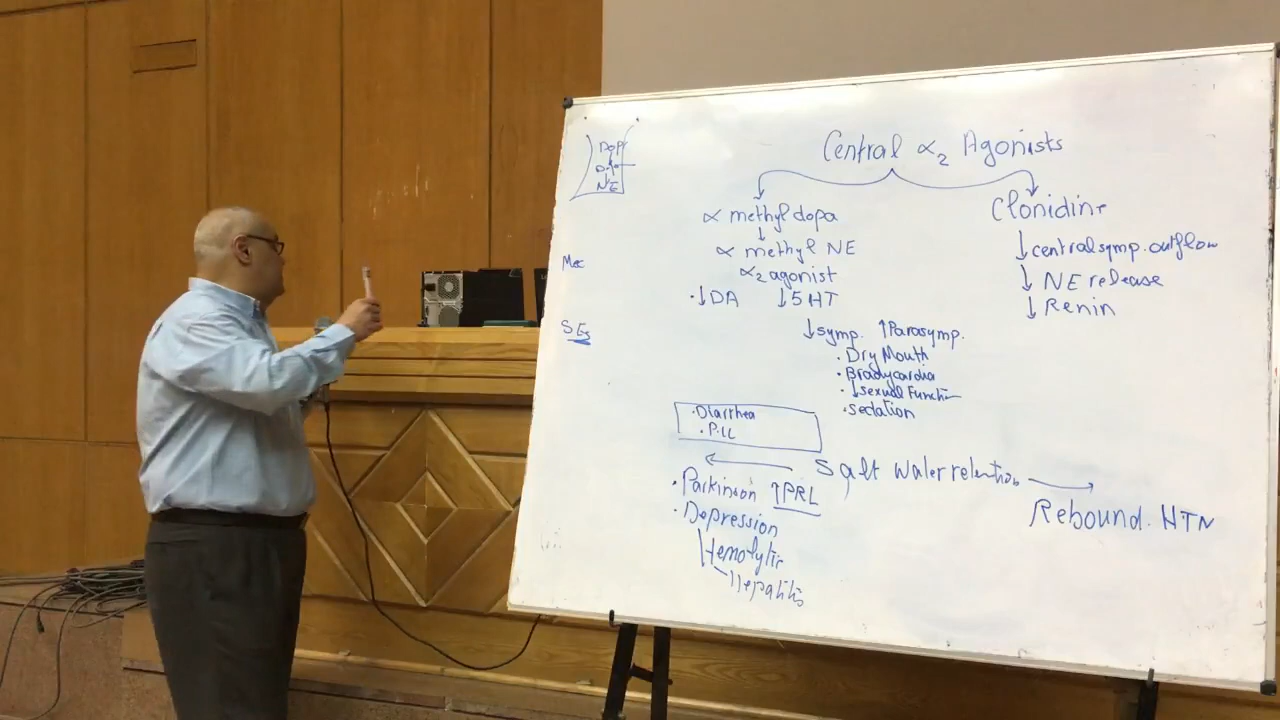 Central α₂ Agonists
Dop
NE
α methyl dopa
Clonidine
↓
α methyl NE
↓ central symp. outflow
Mec
α₂ agonist
↓ NE release
·↓DA ↓5HT
↓ Renin
SEs
↓symp. ↑Parasymp.
· Dry Mouth
· Bradycardia
· ↓sexual Function
· Sedation
· Diarrhea
Salt Water retention
· Parkinson ↑PRL
Rebound. HTN
· Depression
Hemolytic
Hepatitis